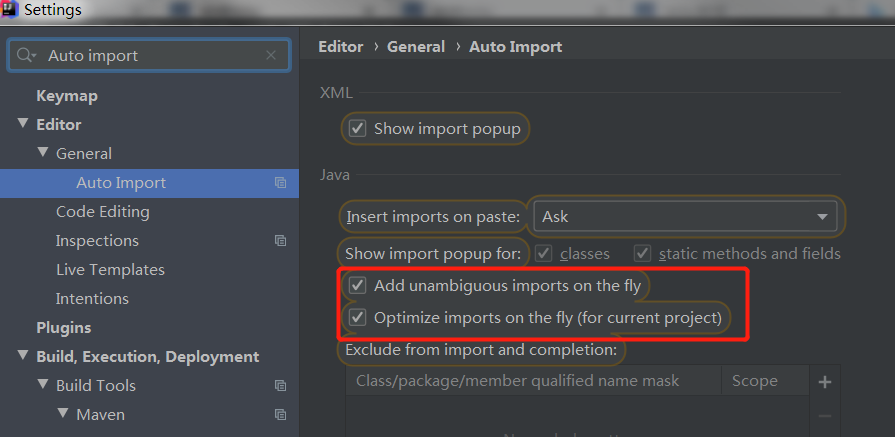 Settings
Auto import
Keymap
Editor
General
Auto Import
Code Editing
Inspections
Live Templates
Intentions
Plugins
Build, Execution, Deployment
Build Tools
Maven
Editor › General › Auto Import
XML
Show import popup
Java
Insert imports on paste: Ask
Show import popup for: classes static methods and fields
Add unambiguous imports on the fly
Optimize imports on the fly (for current project)
Exclude from import and completion:
Class/package/member qualified name mask Scope